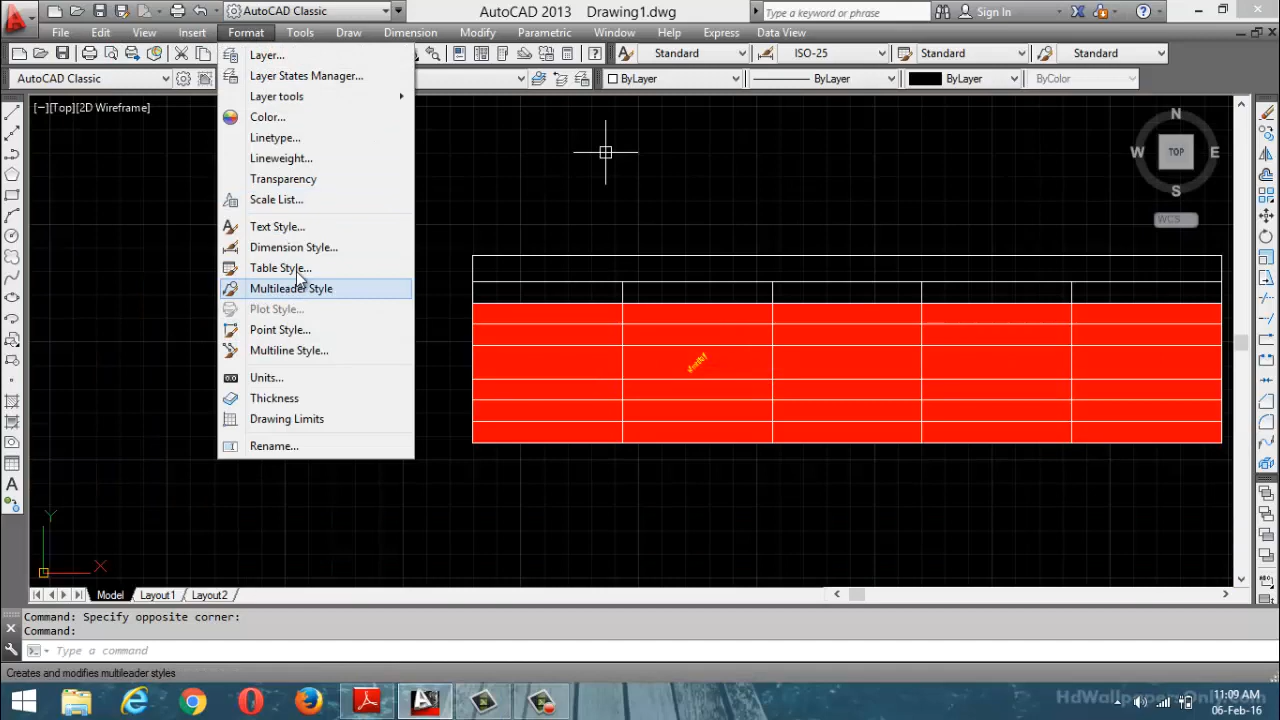 AutoCAD Classic
AutoCAD 2013 Drawing1.dwg
Type a keyword or phrase
Sign In
File Edit View Insert Format Tools Draw Dimension Modify Parametric Window Help Express Data View
Standard ISO-25 Standard Standard
AutoCAD Classic
ByLayer ByLayer ByLayer ByColor
[−][Top][2D Wireframe]
Layer...
Layer States Manager...
Layer tools
Color...
Linetype...
Lineweight...
Transparency
Scale List...
Text Style...
Dimension Style...
Table Style...
Multileader Style
Plot Style...
Point Style...
Multiline Style...
Units...
Thickness
Drawing Limits
Rename...
N
W TOP E
S
WCS
Y
X
Model Layout1 Layout2
Command: Specify opposite corner:
Command:
Type a command
Creates and modifies multileader styles
HdWallpapersOnly.com
11:09 AM
06-Feb-16